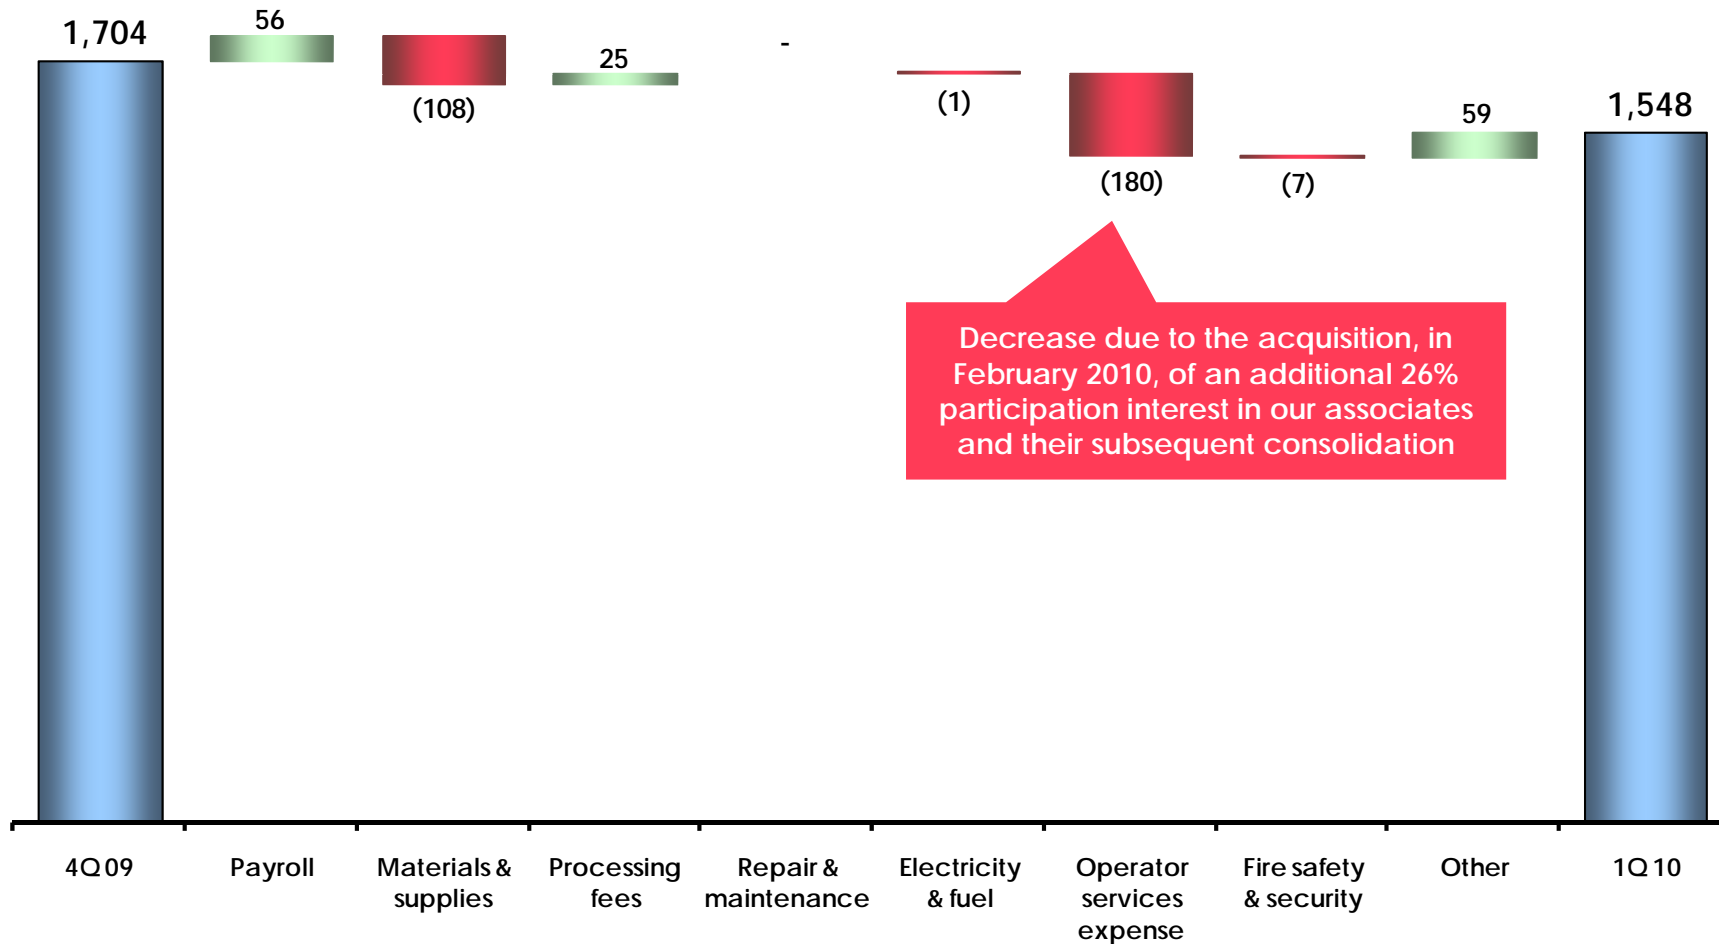 1,704
56
(108)
25
-
(1)
(180)
(7)
59
1,548
Decrease due to the acquisition, in
February 2010, of an additional 26%
participation interest in our associates
and their subsequent consolidation
4Q 09
Payroll
Materials &
supplies
Processing
fees
Repair &
maintenance
Electricity
& fuel
Operator
services
expense
Fire safety
& security
Other
1Q 10